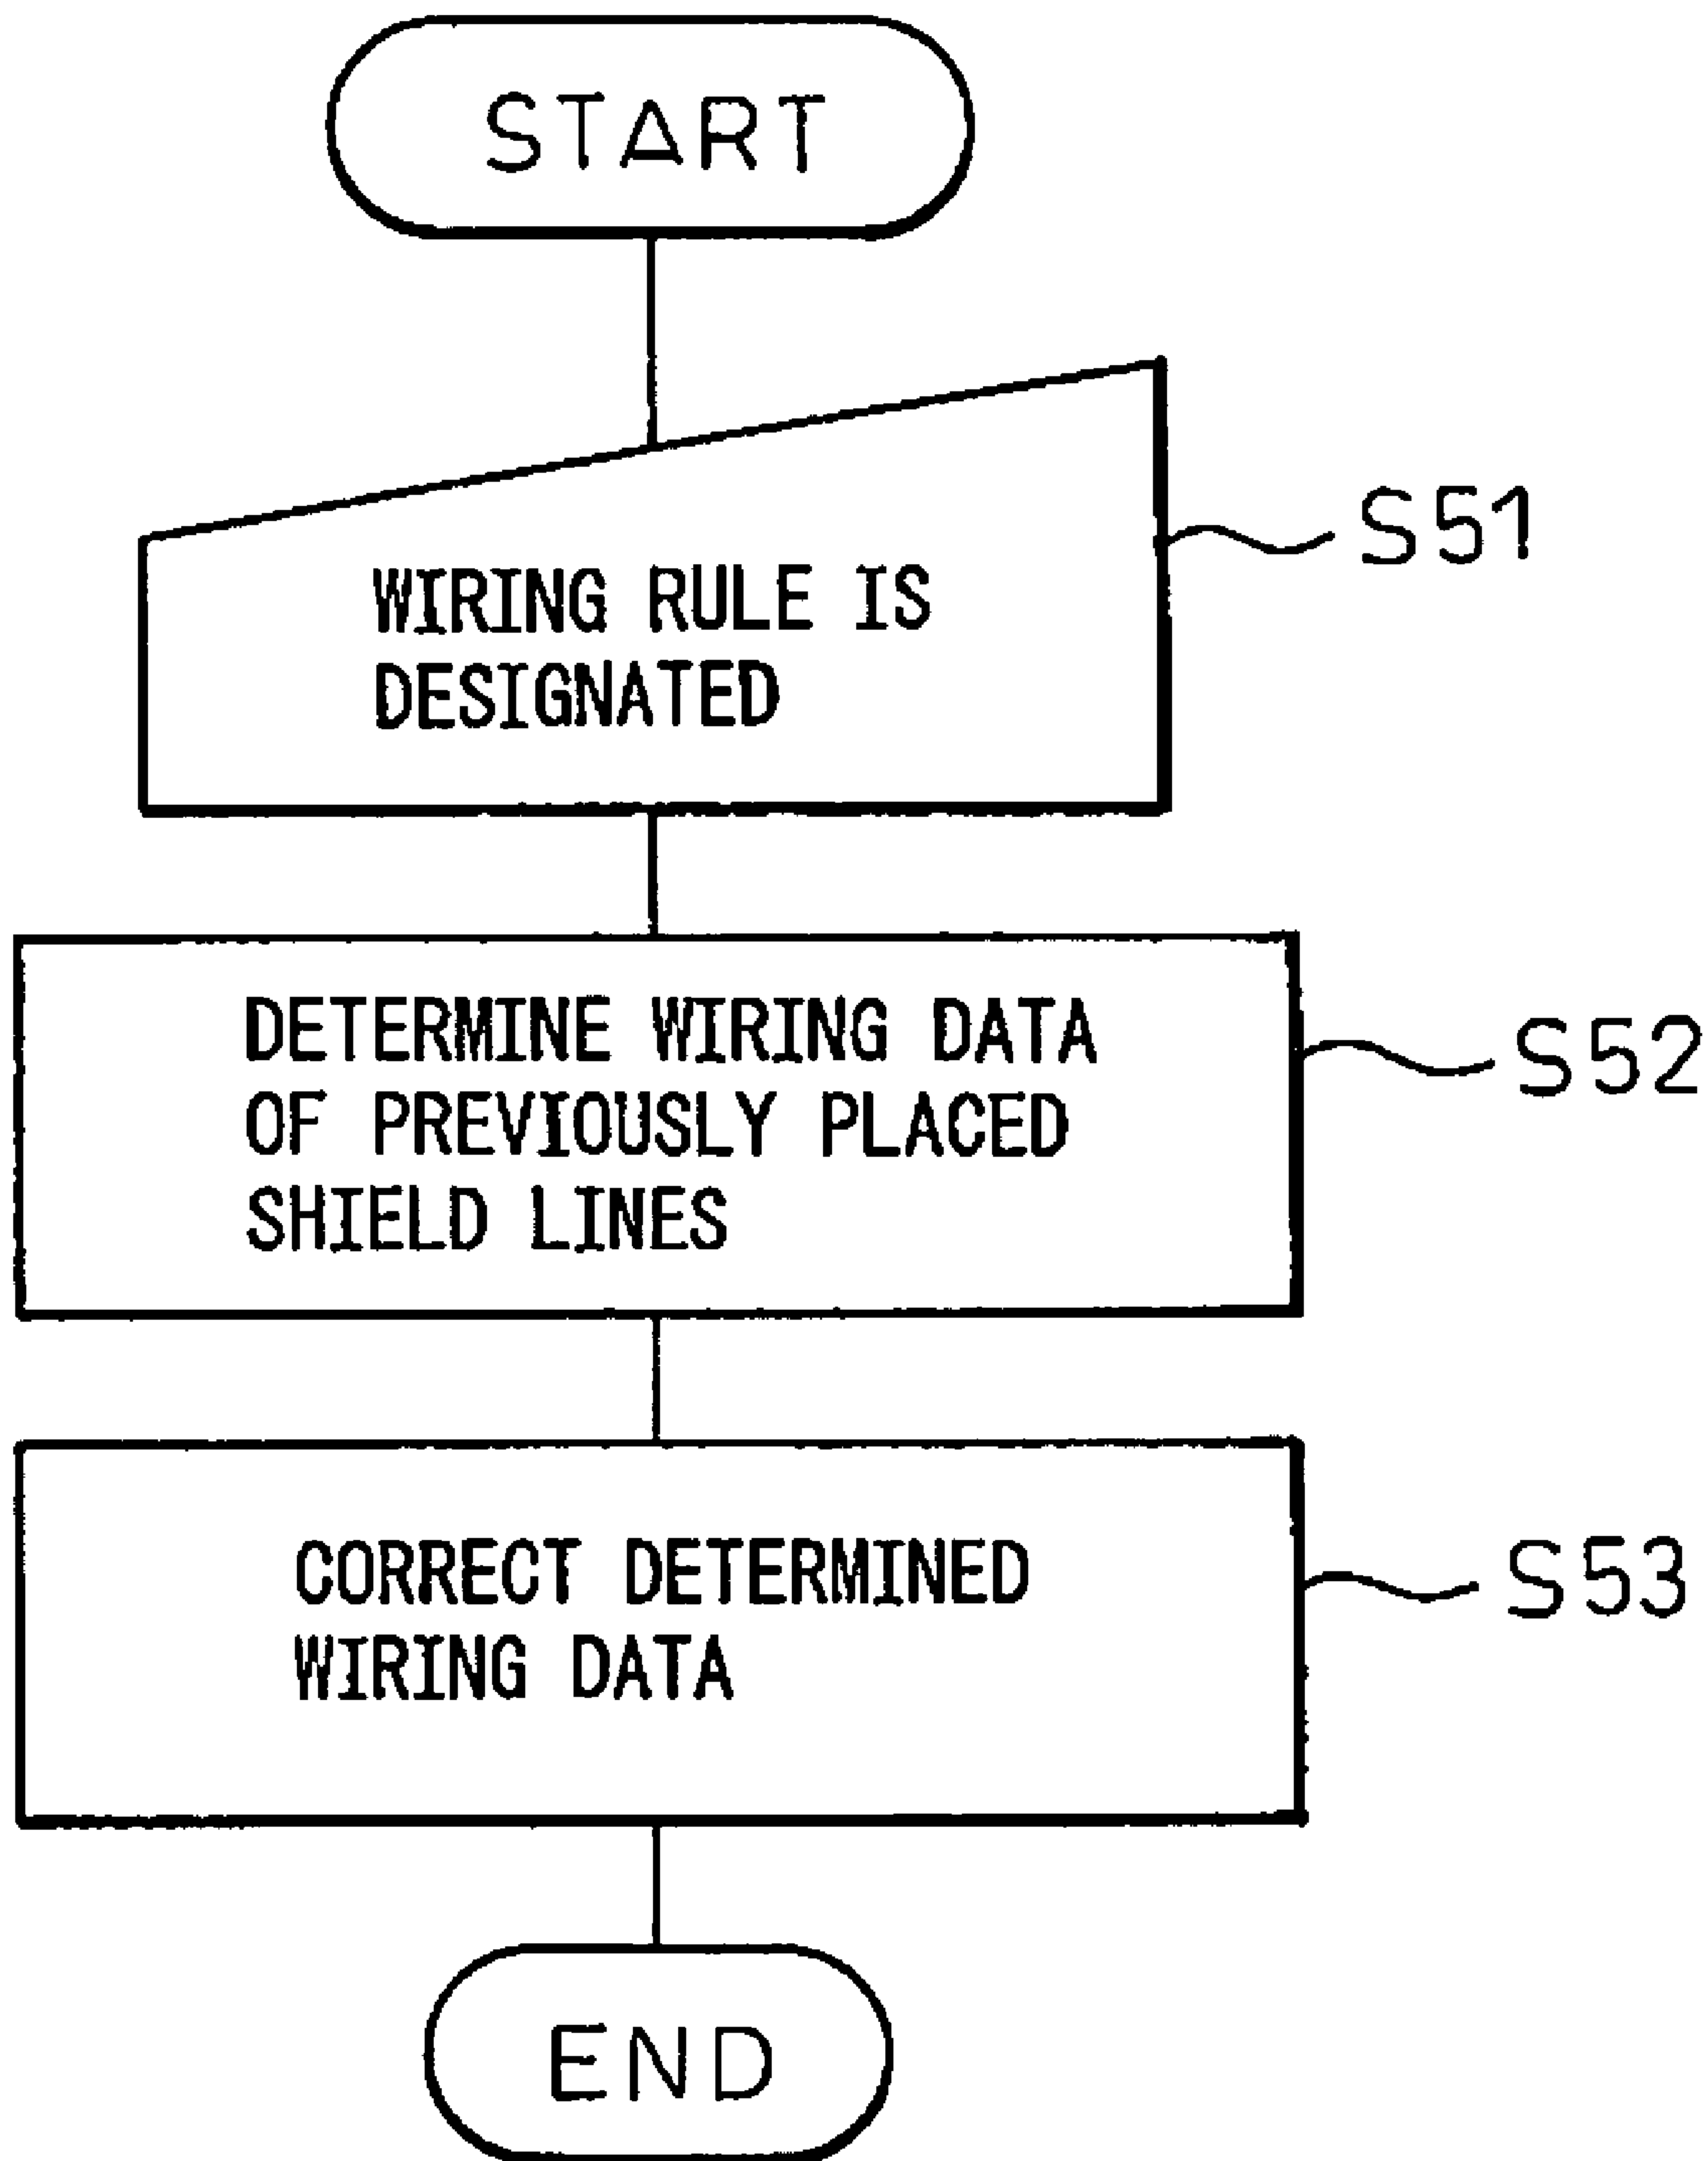 START
WIRING RULE IS
DESIGNATED
S51
DETERMINE WIRING DATA
OF PREVIOUSLY PLACED
SHIELD LINES
S52
CORRECT DETERMINED
WIRING DATA
S53
END